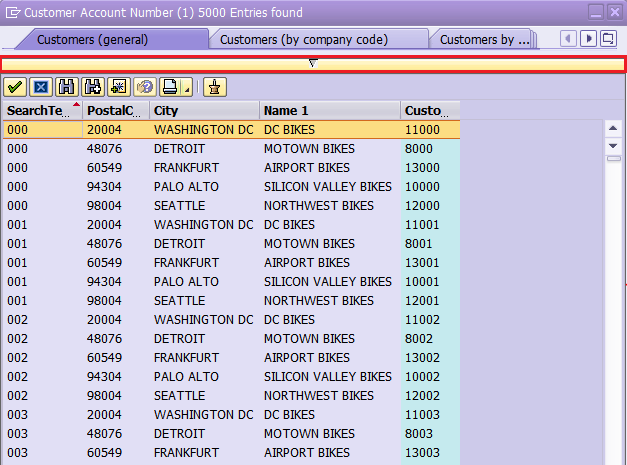 Customer Account Number (1) 5000 Entries found
Customers (general) Customers (by company code) Customers by ...
SearchTe... PostalC... City Name 1 Custo...
000 20004 WASHINGTON DC DC BIKES 11000
000 48076 DETROIT MOTOWN BIKES 8000
000 60549 FRANKFURT AIRPORT BIKES 13000
000 94304 PALO ALTO SILICON VALLEY BIKES 10000
000 98004 SEATTLE NORTHWEST BIKES 12000
001 20004 WASHINGTON DC DC BIKES 11001
001 48076 DETROIT MOTOWN BIKES 8001
001 60549 FRANKFURT AIRPORT BIKES 13001
001 94304 PALO ALTO SILICON VALLEY BIKES 10001
001 98004 SEATTLE NORTHWEST BIKES 12001
002 20004 WASHINGTON DC DC BIKES 11002
002 48076 DETROIT MOTOWN BIKES 8002
002 60549 FRANKFURT AIRPORT BIKES 13002
002 94304 PALO ALTO SILICON VALLEY BIKES 10002
002 98004 SEATTLE NORTHWEST BIKES 12002
003 20004 WASHINGTON DC DC BIKES 11003
003 48076 DETROIT MOTOWN BIKES 8003
003 60549 FRANKFURT AIRPORT BIKES 13003